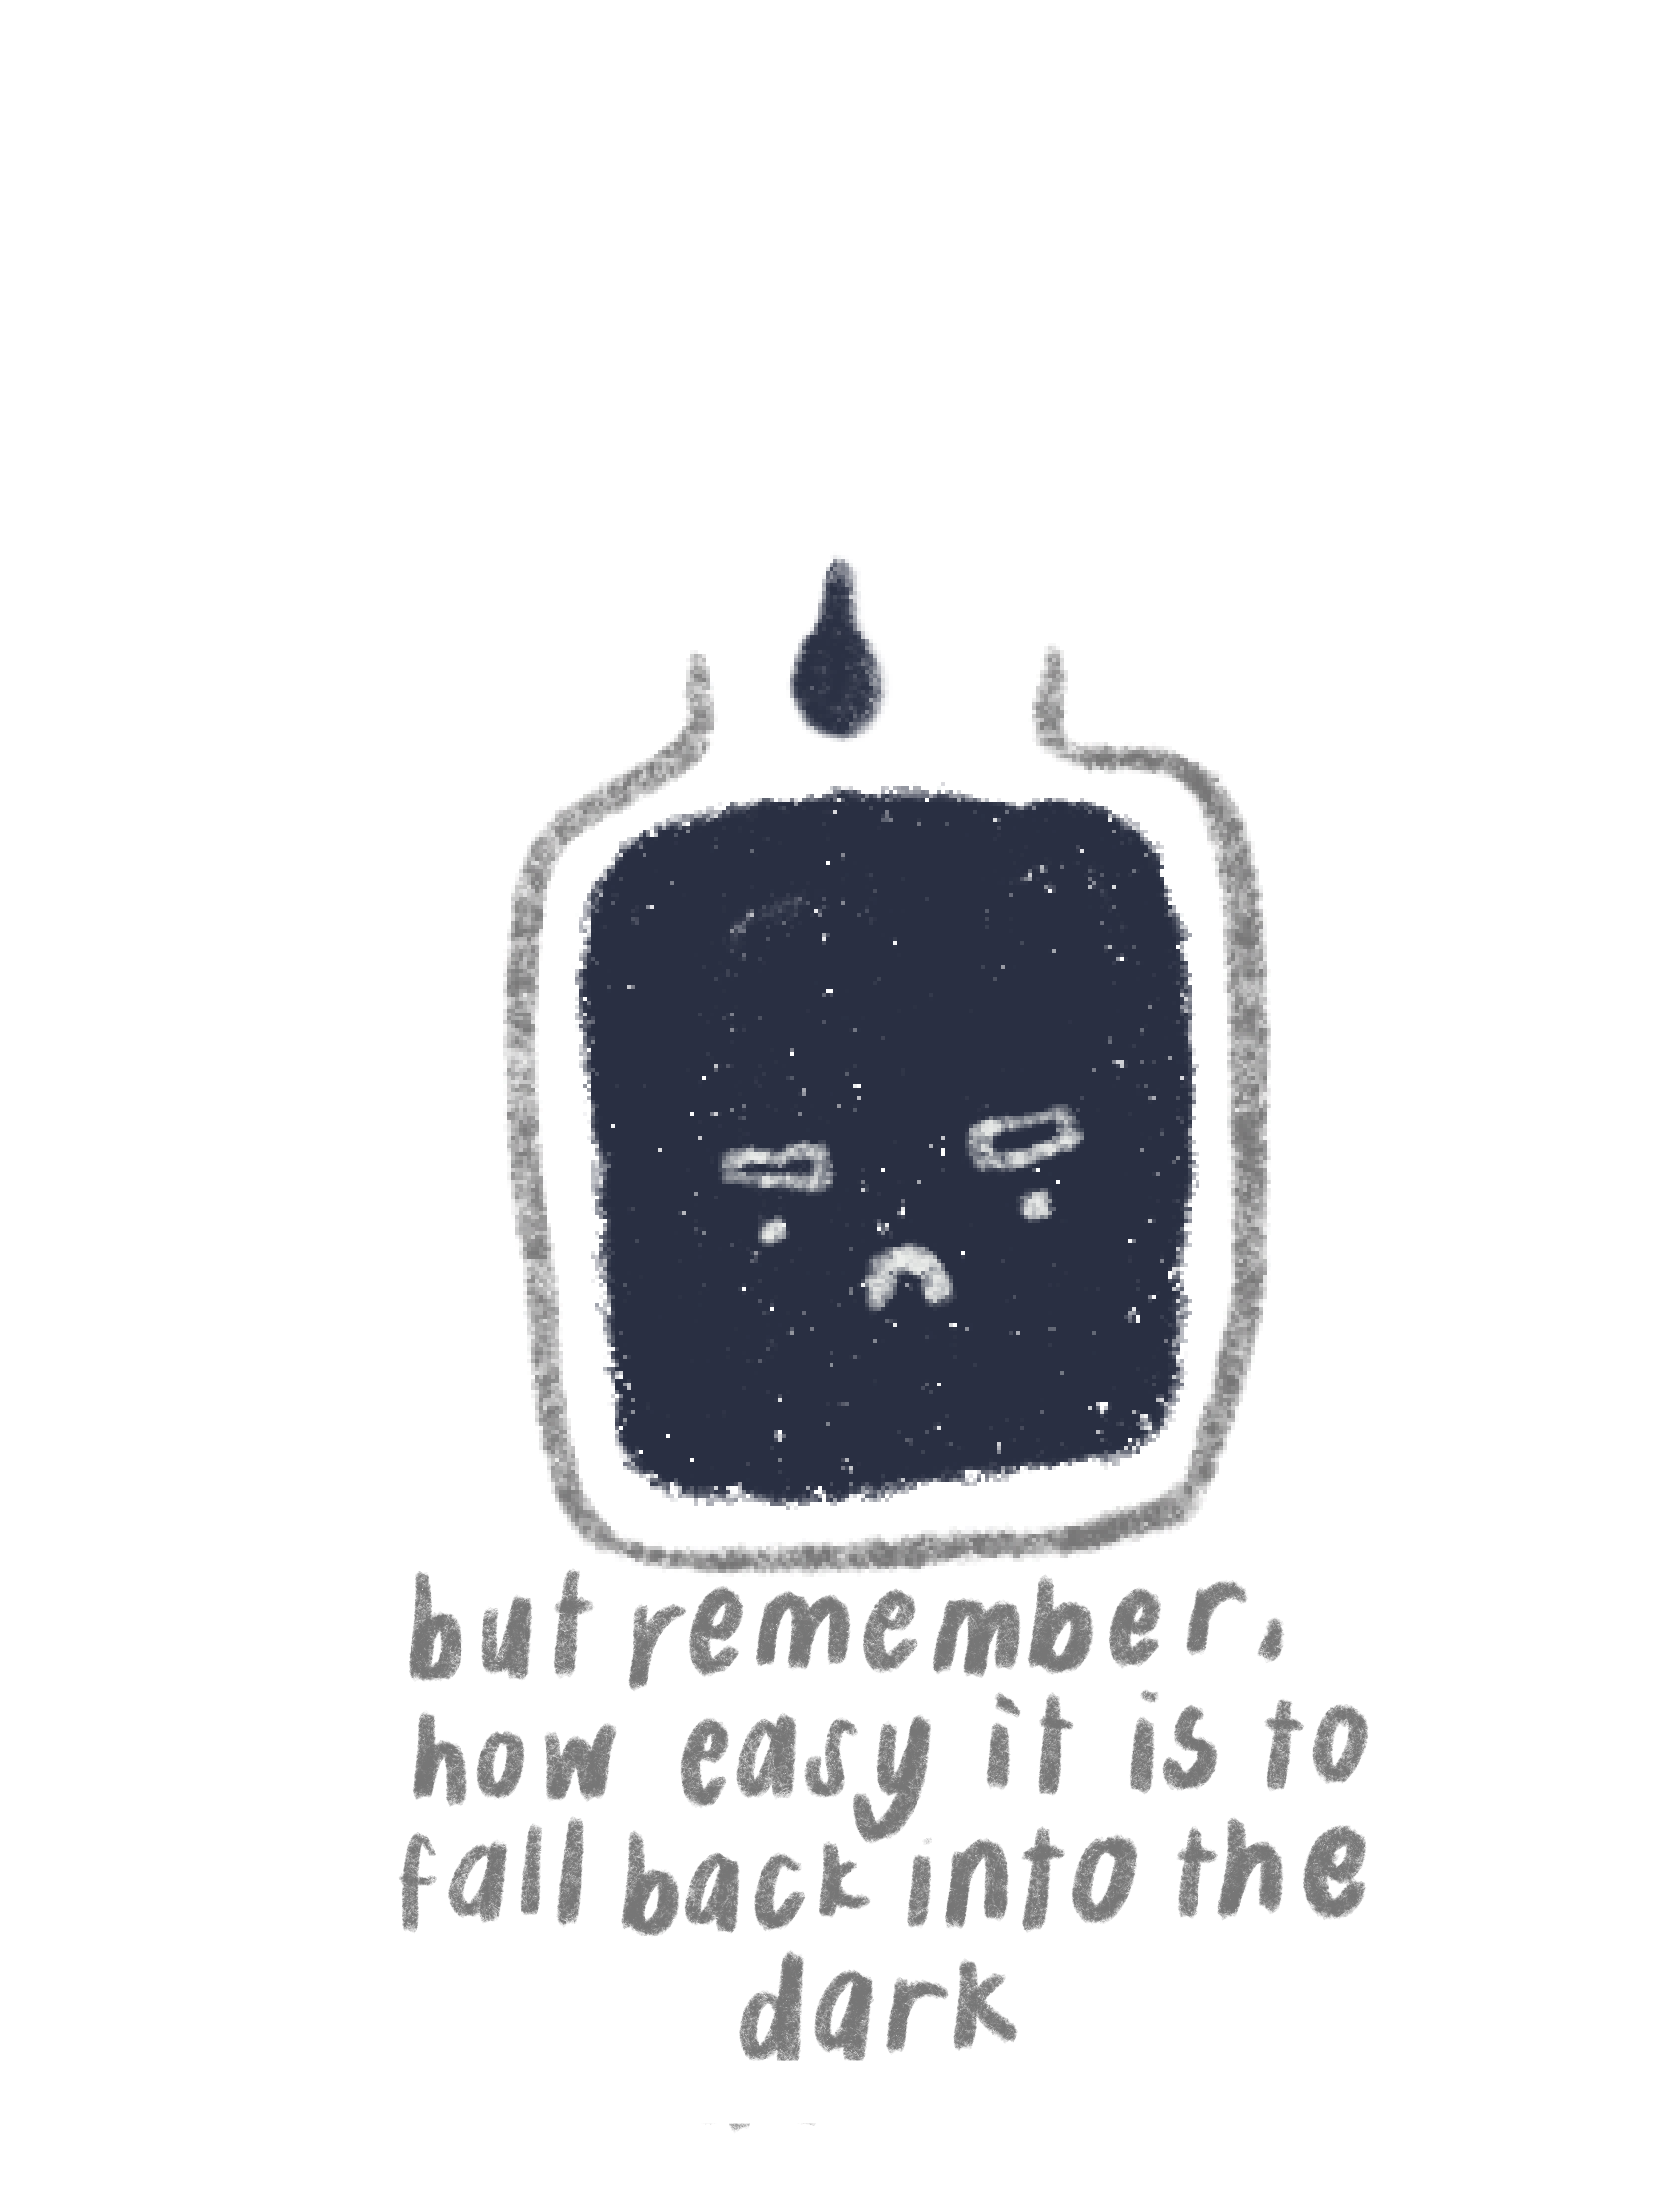 but remember,
how easy it is to
fall back into the
dark